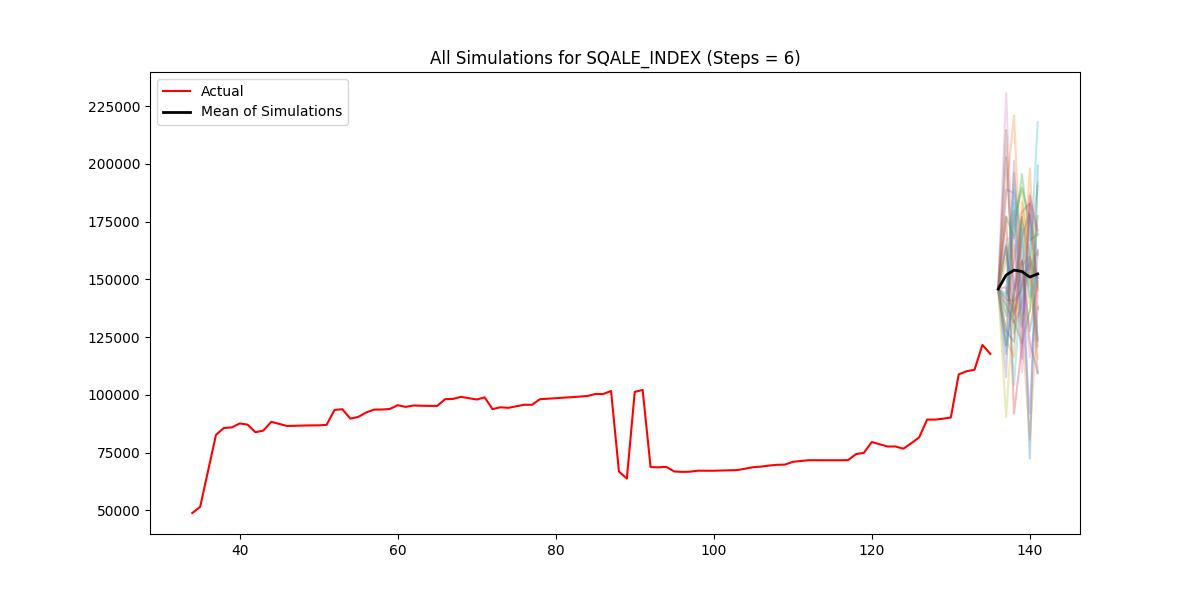 All Simulations for SQALE_INDEX (Steps = 6)
Actual
Mean of Simulations
225000
200000
175000
150000
125000
100000
75000
50000
40 60 80 100 120 140